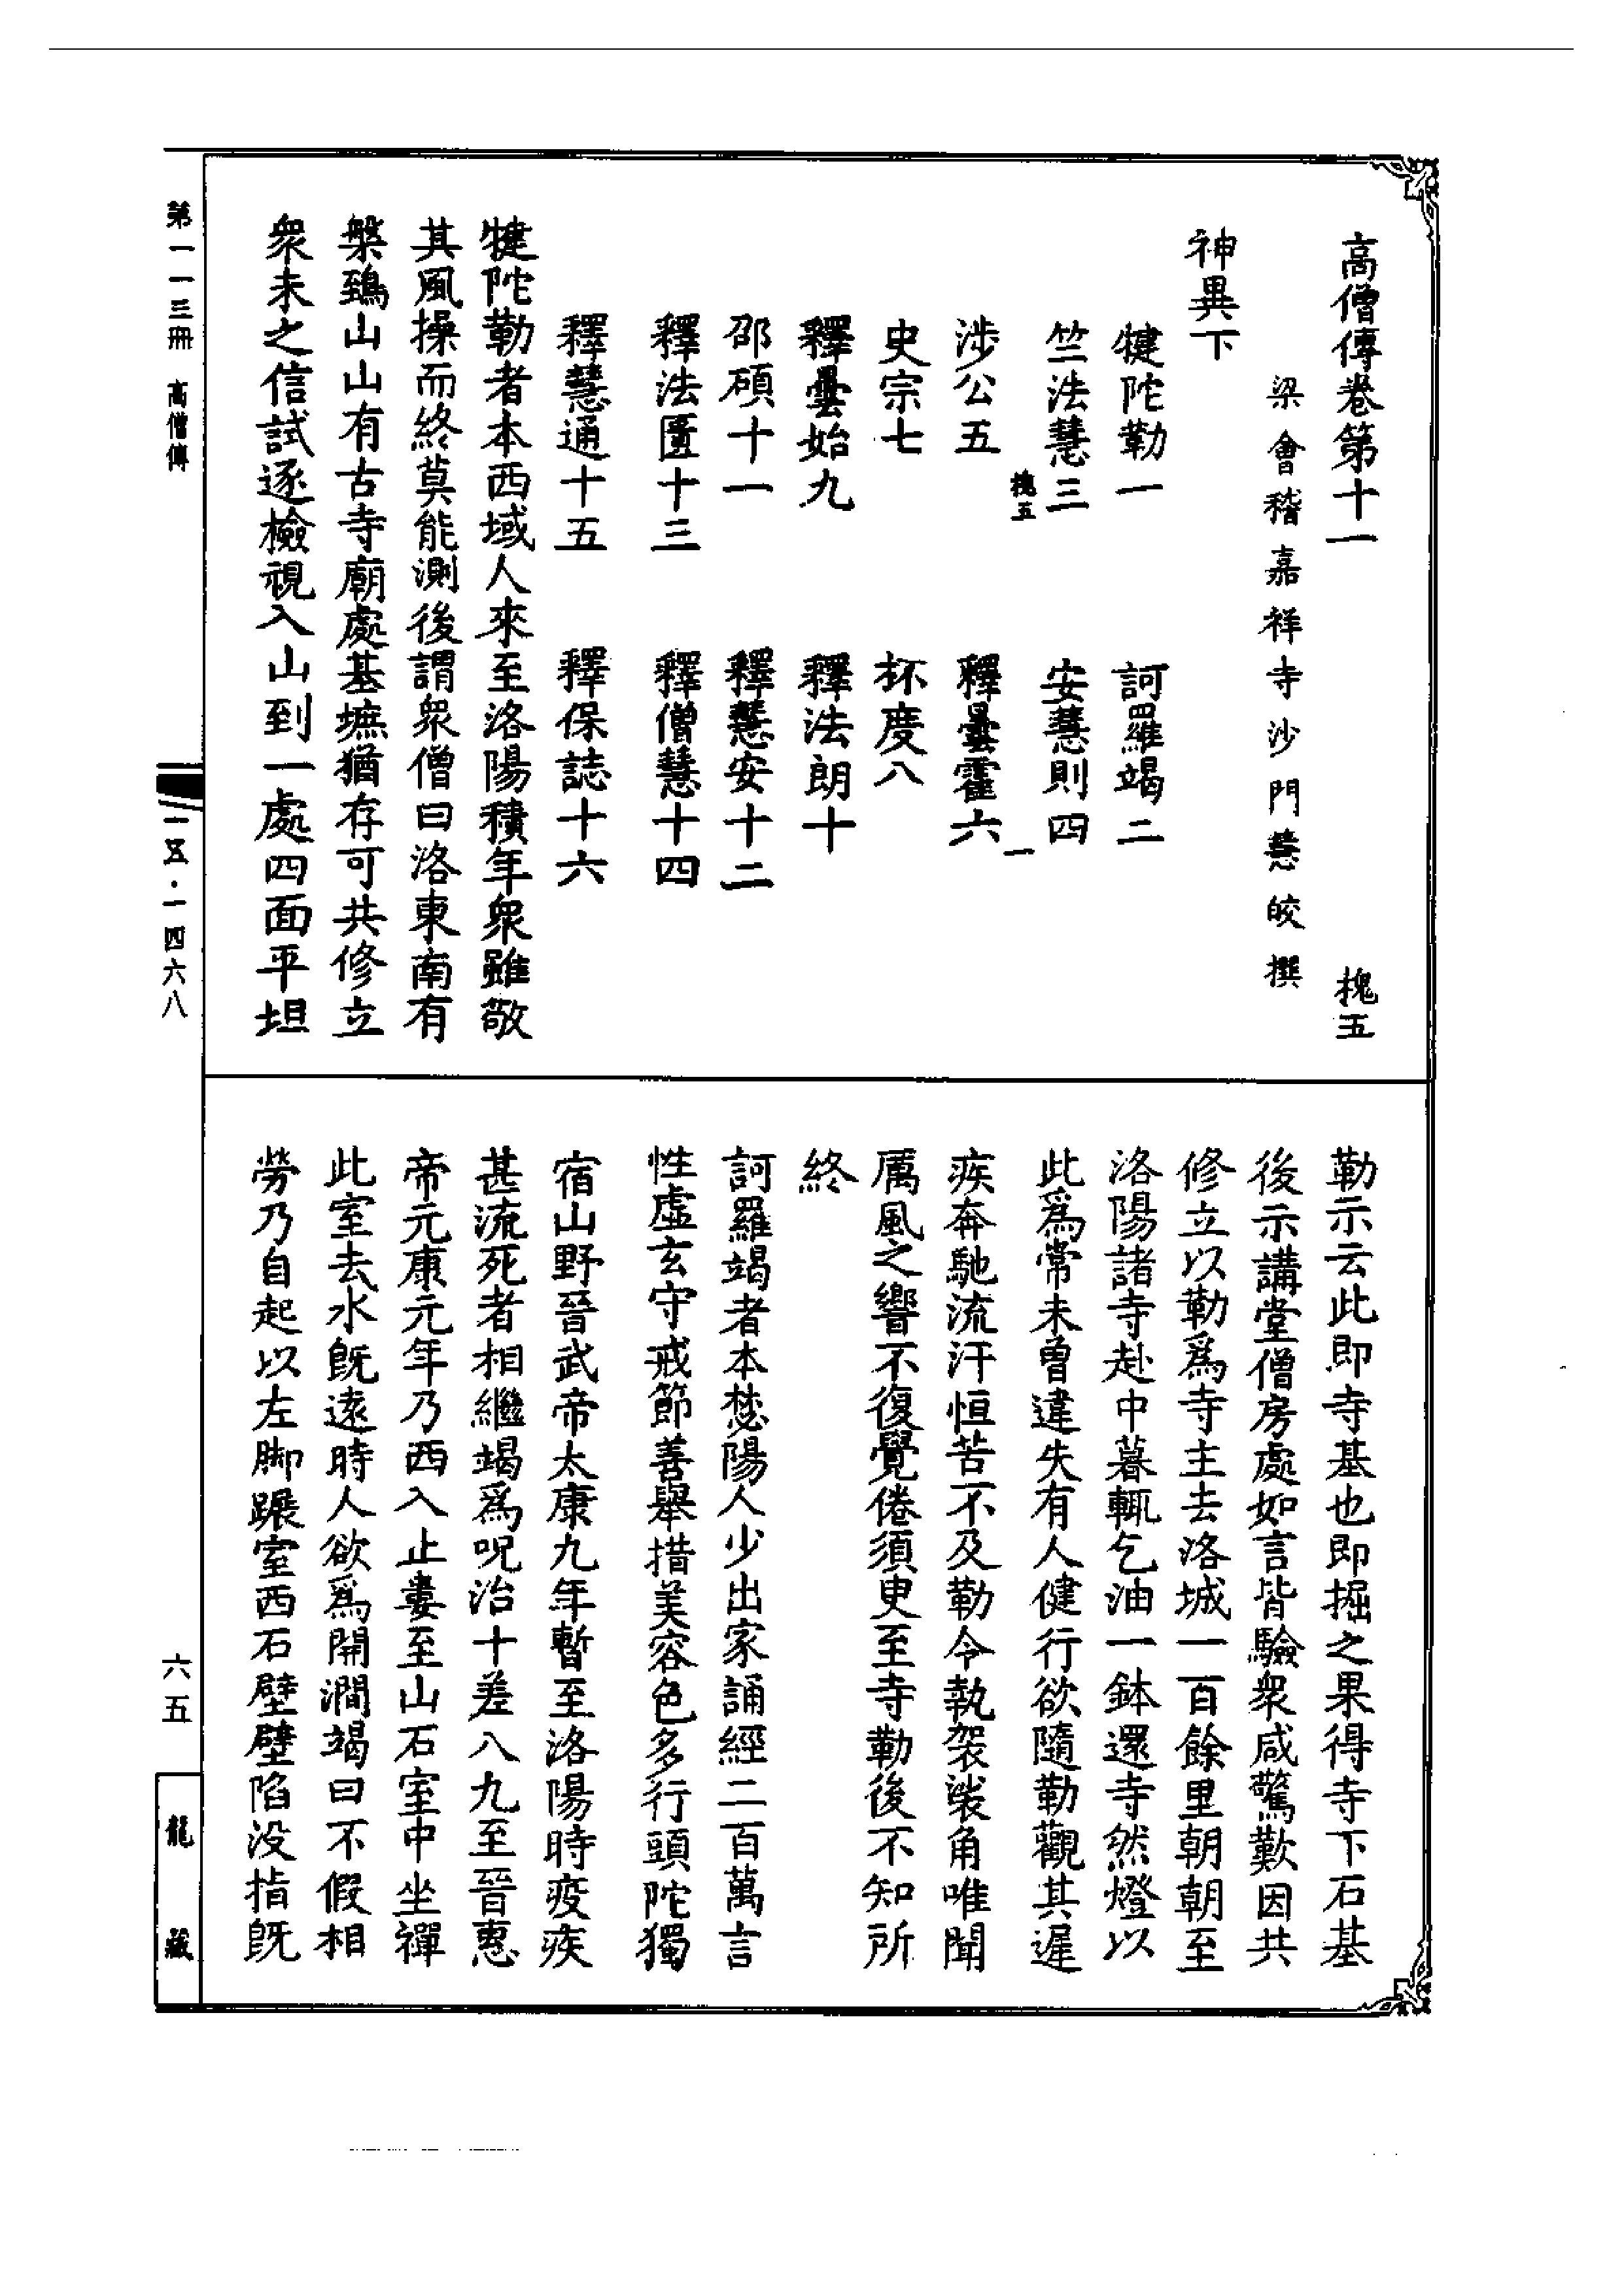 高僧傳卷第十一　槐五
梁會稽嘉祥寺沙門慧皎撰
神異下
犍陀勒一　訶羅竭二
竺法慧三　安慧則四
槐五　一
涉公五　釋曇霍六
史宗七　抔度八
釋曇始九　釋法朗十
邵碩十一　釋慧安十二
釋法匱十三　釋僧慧十四
釋慧通十五　釋保誌十六
犍陀勒者本西域人來至洛陽積年衆雖敬
其風操而終莫能測後謂衆僧曰洛東南有
槃鵄山山有古寺廟處基墌猶存可共修立
衆未之信試逐檢視入山到一處四面平坦
勒示云此即寺基也即掘之果得寺下石基
後示講堂僧房處如言皆驗衆咸驚歎因共
修立以勒爲寺主去洛城一百餘里朝朝至
洛陽諸寺赴中暮輒乞油一鉢還寺然燈以
此爲常未曾違失有人健行欲隨勒觀其遲
疾奔馳流汗恒苦不及勒令執袈裟角唯聞
厲風之響不復覺倦須臾至寺勒後不知所
終
訶羅竭者本樊陽人少出家誦經二百萬言
性虛玄守戒節善舉措美容色多行頭陀獨
宿山野晉武帝太康九年暫至洛陽時疫疾
甚流死者相繼竭爲呪治十差八九至晉惠
帝元康元年乃西入止婁至山石室中坐禪
此室去水旣遠時人欲爲開澗竭曰不假相
勞乃自起以左脚蹍室西石壁壁陷沒指旣
第一一三冊　高僧傳
一五·一四六八
六五
龍藏